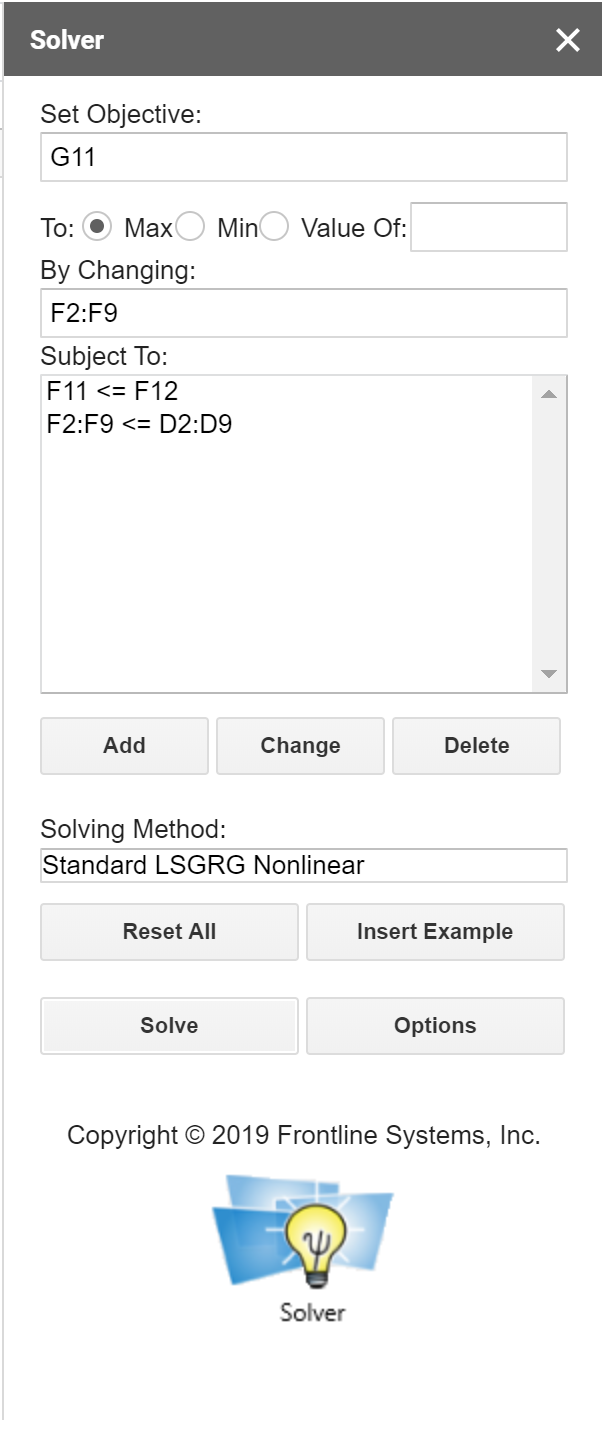 Solver
Set Objective:
G11
To: Max Min Value Of:
By Changing:
F2:F9
Subject To:
F11 <= F12
F2:F9 <= D2:D9
Add Change Delete
Solving Method:
Standard LSGRG Nonlinear
Reset All Insert Example
Solve Options
Copyright © 2019 Frontline Systems, Inc.
Ψ
Solver